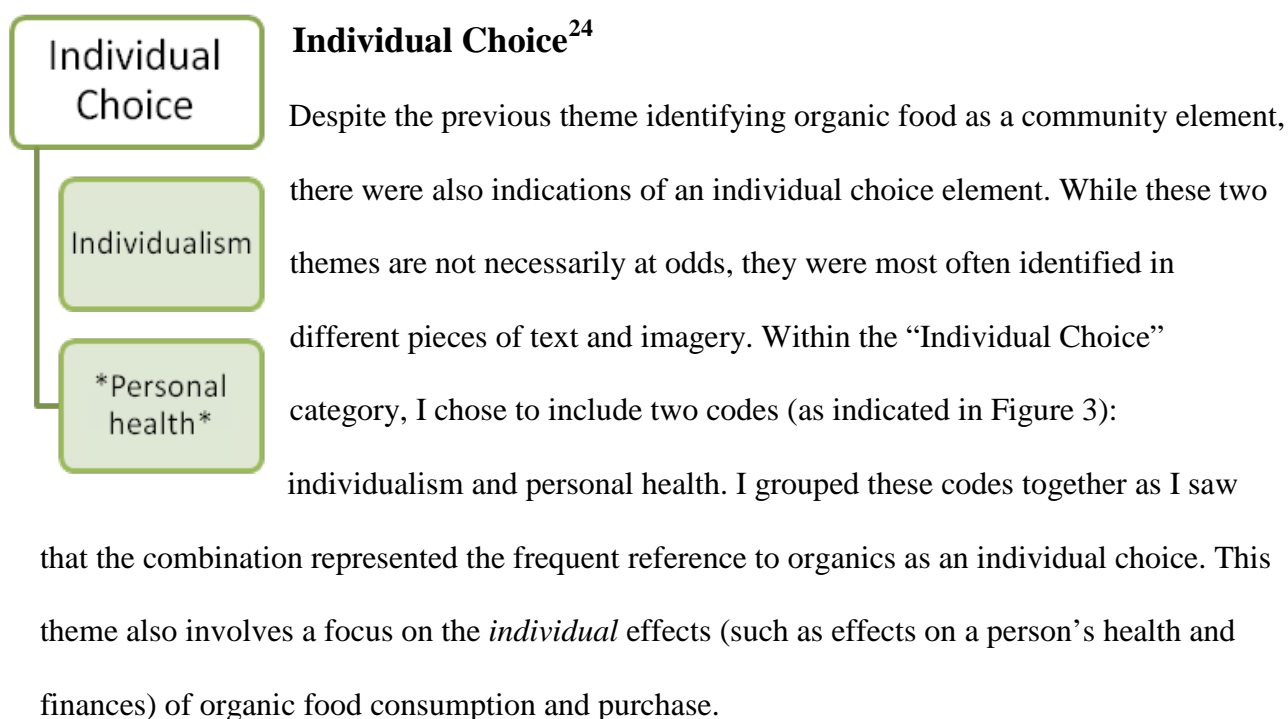 Individual
Choice
Individualism
*Personal
health*
Individual Choice24
Despite the previous theme identifying organic food as a community element,
there were also indications of an individual choice element. While these two
themes are not necessarily at odds, they were most often identified in
different pieces of text and imagery. Within the “Individual Choice”
category, I chose to include two codes (as indicated in Figure 3):
individualism and personal health. I grouped these codes together as I saw
that the combination represented the frequent reference to organics as an individual choice. This
theme also involves a focus on the individual effects (such as effects on a person’s health and
finances) of organic food consumption and purchase.